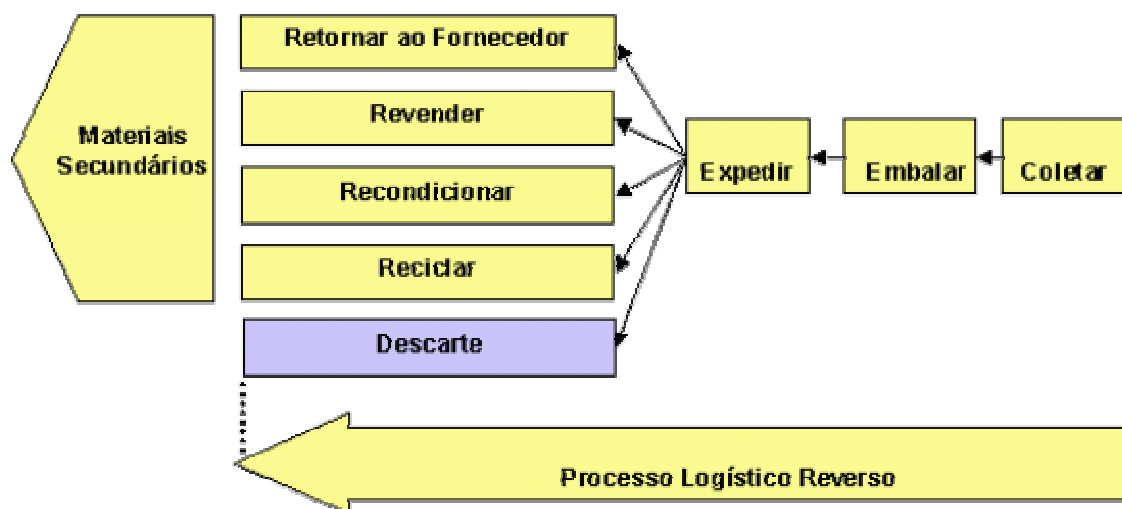 Retornar ao Fornecedor
Revender
Materiais
Secundários
Recondicionar
Expedir
Embalar
Coletar
Reciclar
Descarte
Processo Logístico Reverso